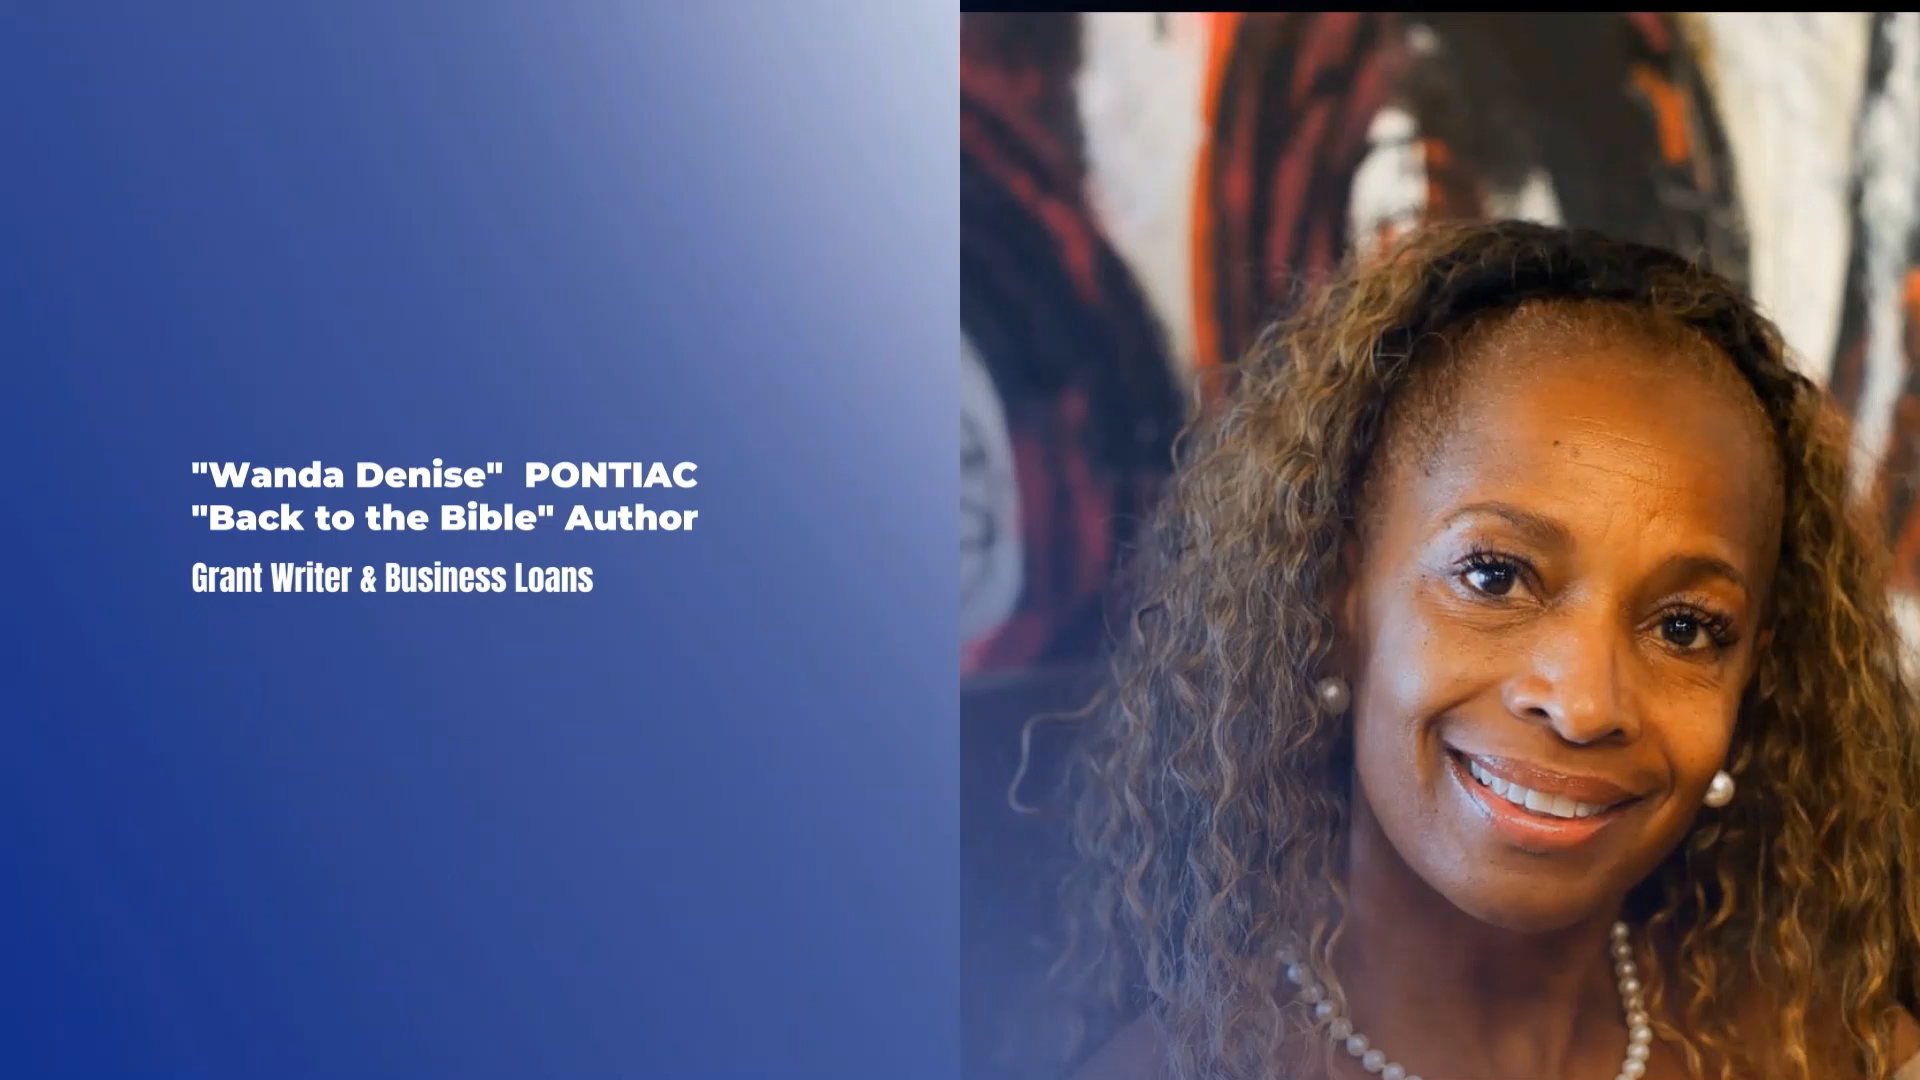 "Wanda Denise"  PONTIAC
"Back to the Bible" Author
Grant Writer & Business Loans